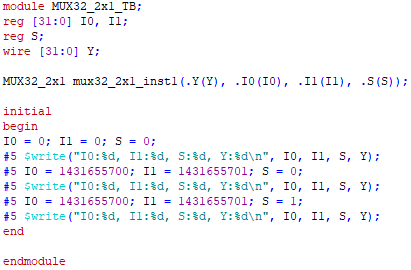 module MUX32_2x1_TB;
reg [31:0] I0, I1;
reg S;
wire [31:0] Y;
MUX32_2x1 mux32_2x1_inst1(.Y(Y), .I0(I0), .I1(I1), .S(S));
initial
begin
I0 = 0; I1 = 0; S = 0;
#5 $write("I0:%d, I1:%d, S:%d, Y:%d\n", I0, I1, S, Y);
#5 I0 = 1431655700; I1 = 1431655701; S = 0;
#5 $write("I0:%d, I1:%d, S:%d, Y:%d\n", I0, I1, S, Y);
#5 I0 = 1431655700; I1 = 1431655701; S = 1;
#5 $write("I0:%d, I1:%d, S:%d, Y:%d\n", I0, I1, S, Y);
end
endmodule